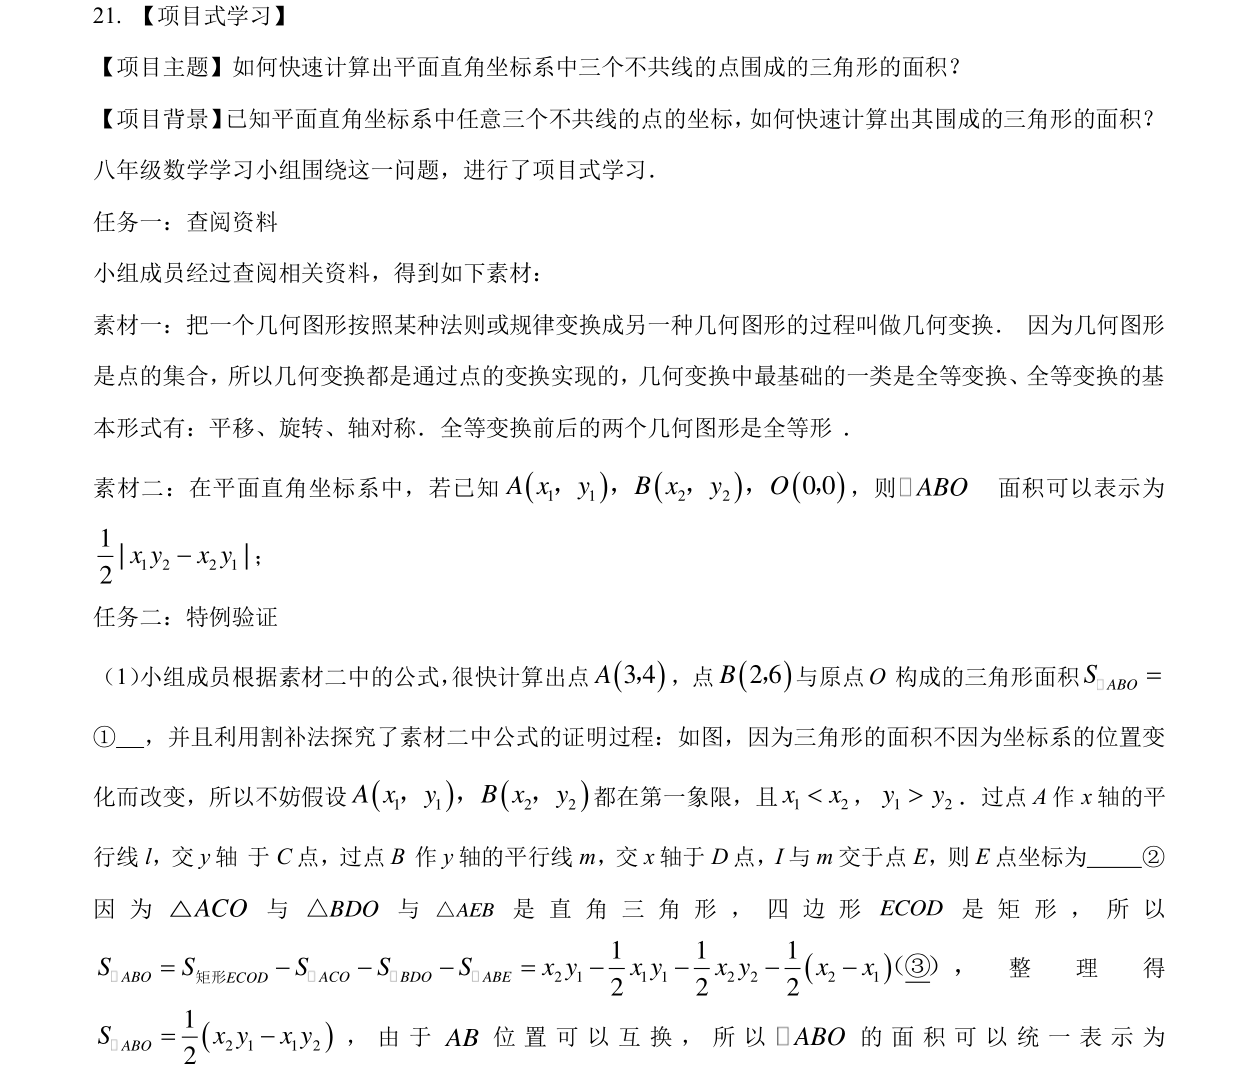 21. 【项目式学习】
【项目主题】如何快速计算出平面直角坐标系中三个不共线的点围成的三角形的面积？
【项目背景】已知平面直角坐标系中任意三个不共线的点的坐标，如何快速计算出其围成的三角形的面积？
八年级数学学习小组围绕这一问题，进行了项目式学习．
任务一：查阅资料
小组成员经过查阅相关资料，得到如下素材：
素材一：把一个几何图形按照某种法则或规律变换成另一种几何图形的过程叫做几何变换． 因为几何图形
是点的集合，所以几何变换都是通过点的变换实现的，几何变换中最基础的一类是全等变换、全等变换的基
本形式有：平移、旋转、轴对称．全等变换前后的两个几何图形是全等形 ．
素材二：在平面直角坐标系中，若已知 A(x₁，y₁)，B(x₂，y₂)，O(0,0)，则□ABO 面积可以表示为
1/2|x₁y₂ − x₂y₁|；
任务二：特例验证
（1)小组成员根据素材二中的公式，很快计算出点 A(3,4)，点 B(2,6)与原点 O 构成的三角形面积 S□ABO =
①__，并且利用割补法探究了素材二中公式的证明过程：如图，因为三角形的面积不因为坐标系的位置变
化而改变，所以不妨假设 A(x₁，y₁)，B(x₂，y₂)都在第一象限，且 x₁ < x₂，y₁ > y₂．过点 A 作 x 轴的平
行线 l，交 y 轴 于 C 点，过点 B 作 y 轴的平行线 m，交 x 轴于 D 点，I 与 m 交于点 E，则 E 点坐标为_____②
因为 △ACO 与 △BDO 与 △AEB 是直角三角形，四边形 ECOD 是矩形，所以
S□ABO = S矩形ECOD − S□ACO − S□BDO − S□ABE = x₂y₁ − 1/2 x₁y₁ − 1/2 x₂y₂ − 1/2 (x₂ − x₁)(③)，整理得
S□ABO = 1/2 (x₂y₁ − x₁y₂)，由于 AB 位置可以互换，所以□ABO 的面积可以统一表示为